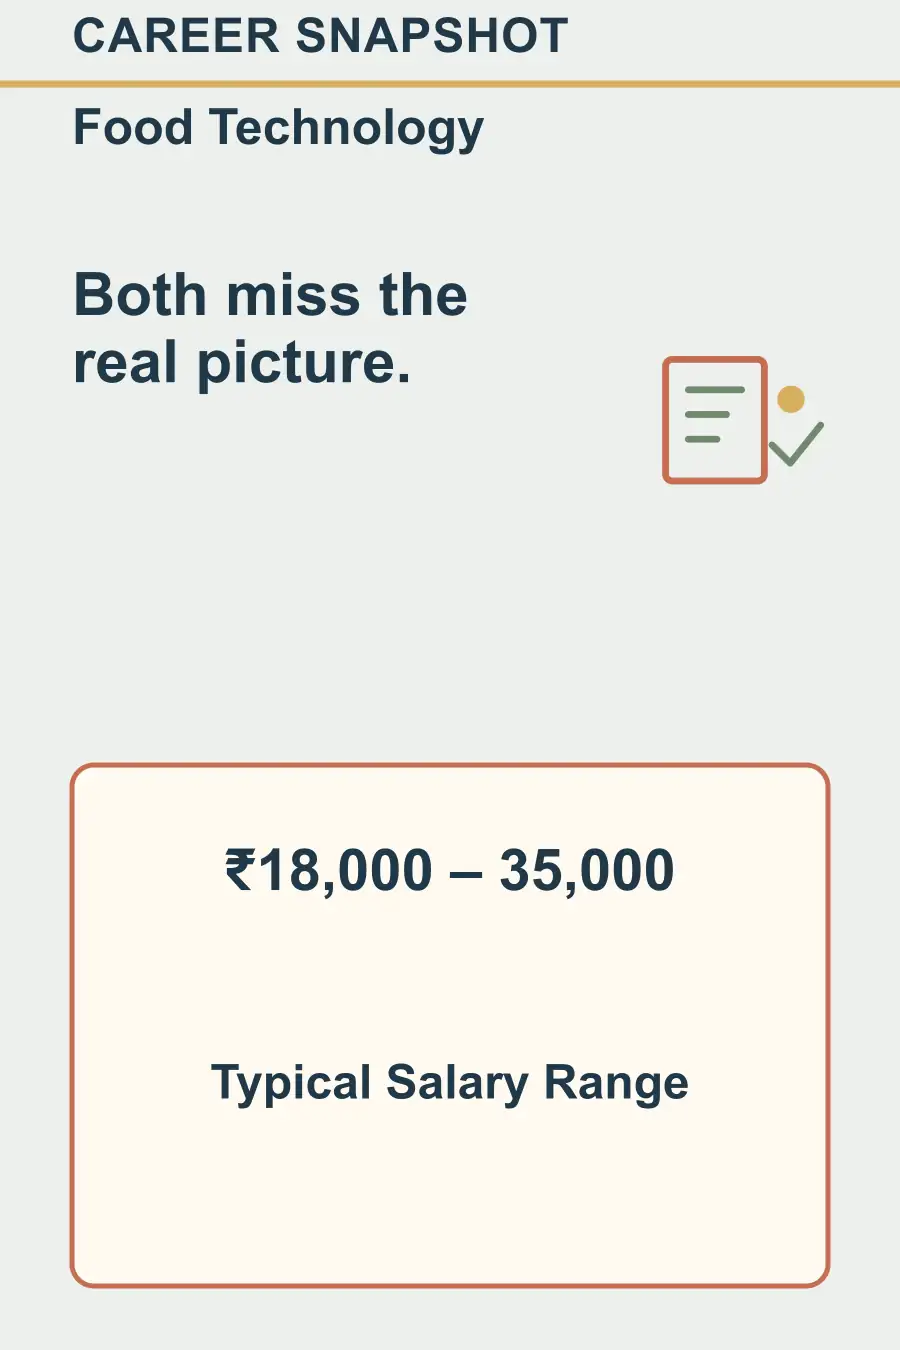 CAREER SNAPSHOT
Food Technology
Both miss the
real picture.
₹18,000 – 35,000
Typical Salary Range